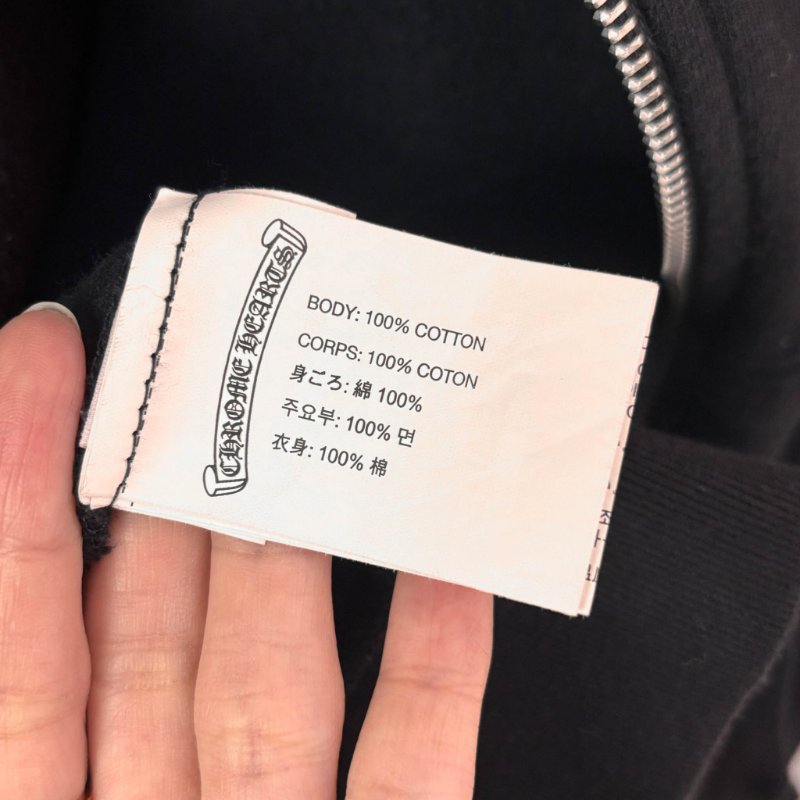 CHROME HEARTS
BODY: 100% COTTON
CORPS: 100% COTON
身ごろ: 綿 100%
주요부: 100% 면
衣身: 100% 棉